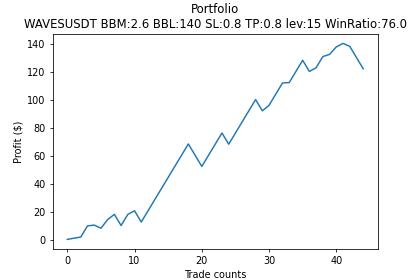 Portfolio
WAVESUSDT BBM:2.6 BBL:140 SL:0.8 TP:0.8 lev:15 WinRatio:76.0
140
120
100
80
60
40
20
0
Profit ($)
0 10 20 30 40
Trade counts